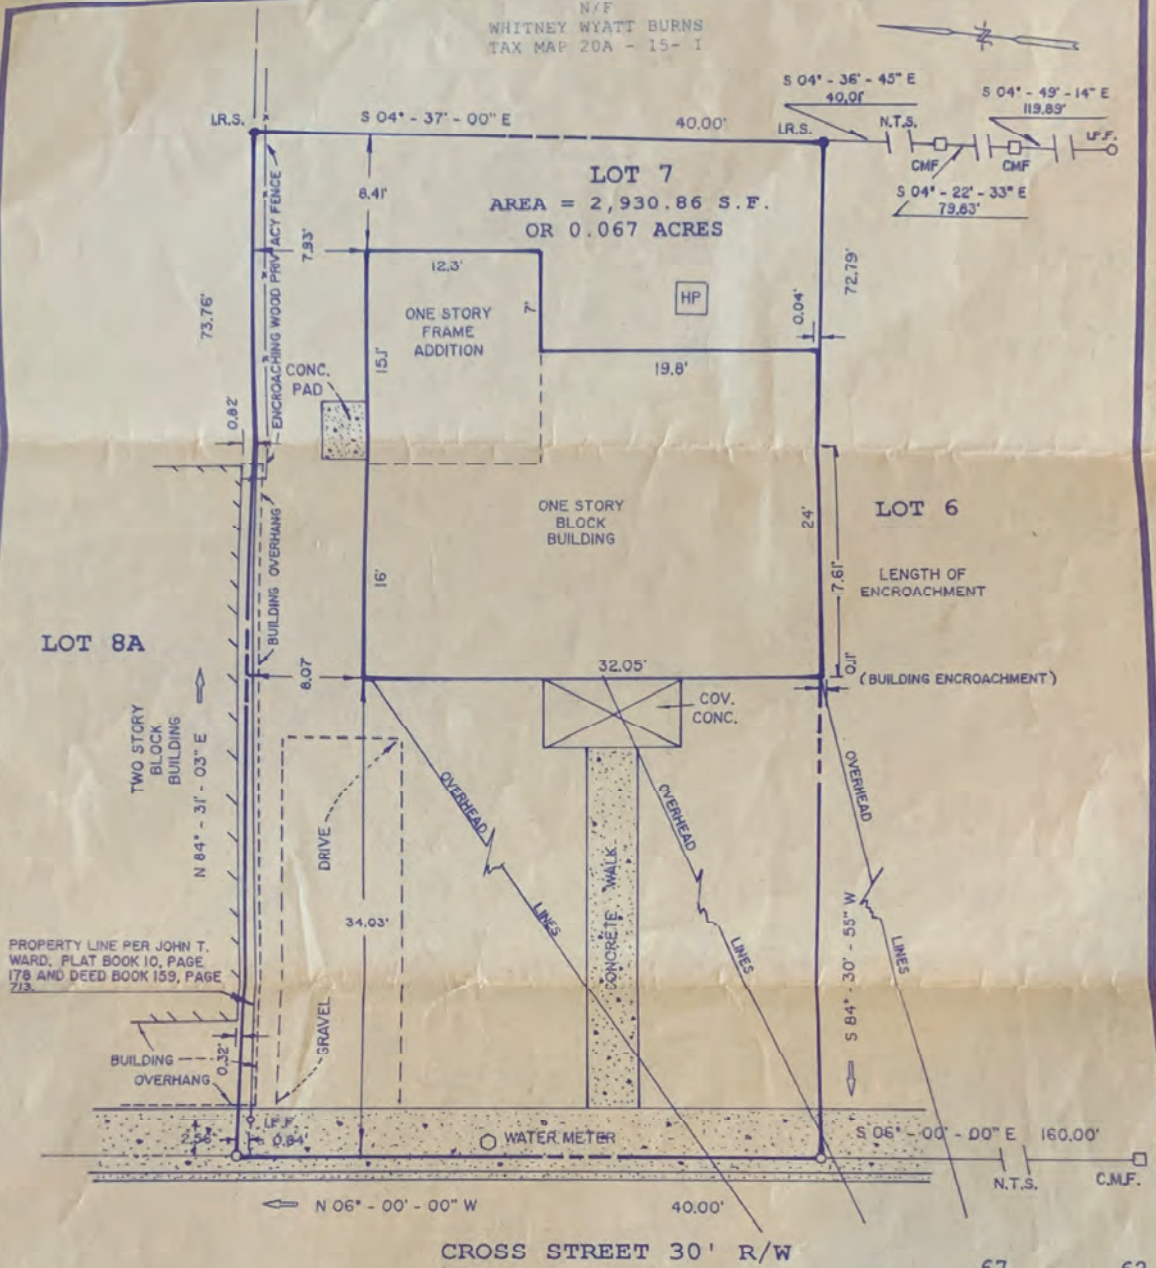 N/F
WHITNEY WYATT BURNS
TAX MAP 20A - 15- I
N
S 04° - 36' - 45" E
40.01'
S 04° - 49' - 14" E
119.89'
I.R.S.
S 04° - 37' - 00" E
40.00'
I.R.S.
N.T.S.
CMF
CMF
I.F.F.
S 04° - 22' - 33" E
79.83'
LOT 7
AREA = 2,930.86 S.F.
OR 0.067 ACRES
8.41'
7.93'
ENCROACHING WOOD PRIVACY FENCE
73.76'
12.3'
7'
HP
0.04'
72.79'
ONE STORY
FRAME
ADDITION
15.1'
19.8'
CONC.
PAD
0.82'
ONE STORY
BLOCK
BUILDING
24'
LOT 6
BUILDING OVERHANG
16'
7.61'
LENGTH OF
ENCROACHMENT
LOT 8A
8.07'
32.05'
0.11'
(BUILDING ENCROACHMENT)
COV.
CONC.
TWO STORY
BLOCK
BUILDING
N 84° - 31' - 03" E
OVERHEAD
LINES
OVERHEAD
LINES
OVERHEAD
LINES
GRAVEL
DRIVE
34.03'
CONCRETE WALK
S 84° - 30' - 55" W
PROPERTY LINE PER JOHN T.
WARD, PLAT BOOK 10, PAGE
178 AND DEED BOOK 159, PAGE
713.
BUILDING
OVERHANG
0.32'
I.F.F.
2.56'
0.84'
WATER METER
S 06° - 00' - 00" E 160.00'
N.T.S.
C.M.F.
N 06° - 00' - 00" W
40.00'
CROSS STREET 30' R/W